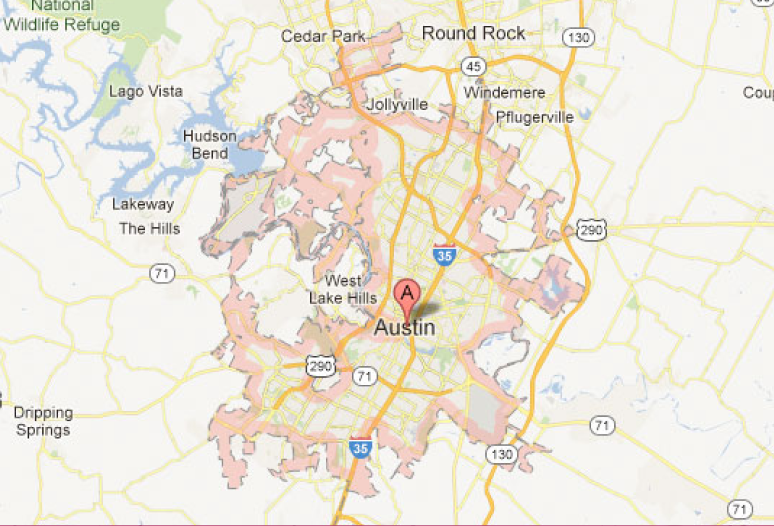 National
Wildlife Refuge
Cedar Park
Round Rock
130
45
Lago Vista
Windemere
Jollyville
Pflugerville
Hudson
Bend
Lakeway
The Hills
290
35
71
West
Lake Hills
A
Austin
290
71
Dripping
Springs
71
35
130
71